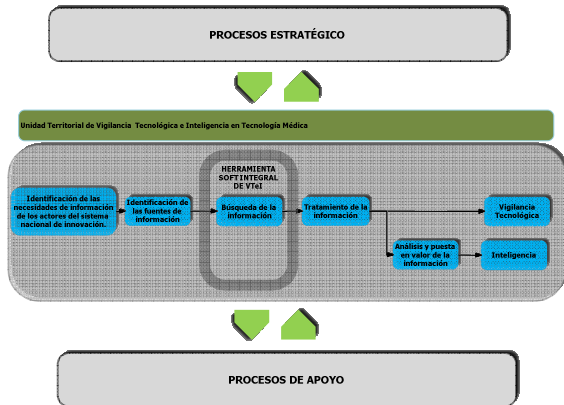 PROCESOS ESTRATÉGICO
Unidad Territorial de Vigilancia Tecnológica e Inteligencia en Tecnología Médica
HERRAMIENTA
SOFT INTEGRAL
DE VTeI
Identificación de las
necesidades de información
de los actores del sistema
nacional de innovación.
Identificación de
las fuentes de
información
Búsqueda de la
información
Tratamiento de la
información
Vigilancia
Tecnológica
Análisis y puesta
en valor de la
información
Inteligencia
PROCESOS DE APOYO